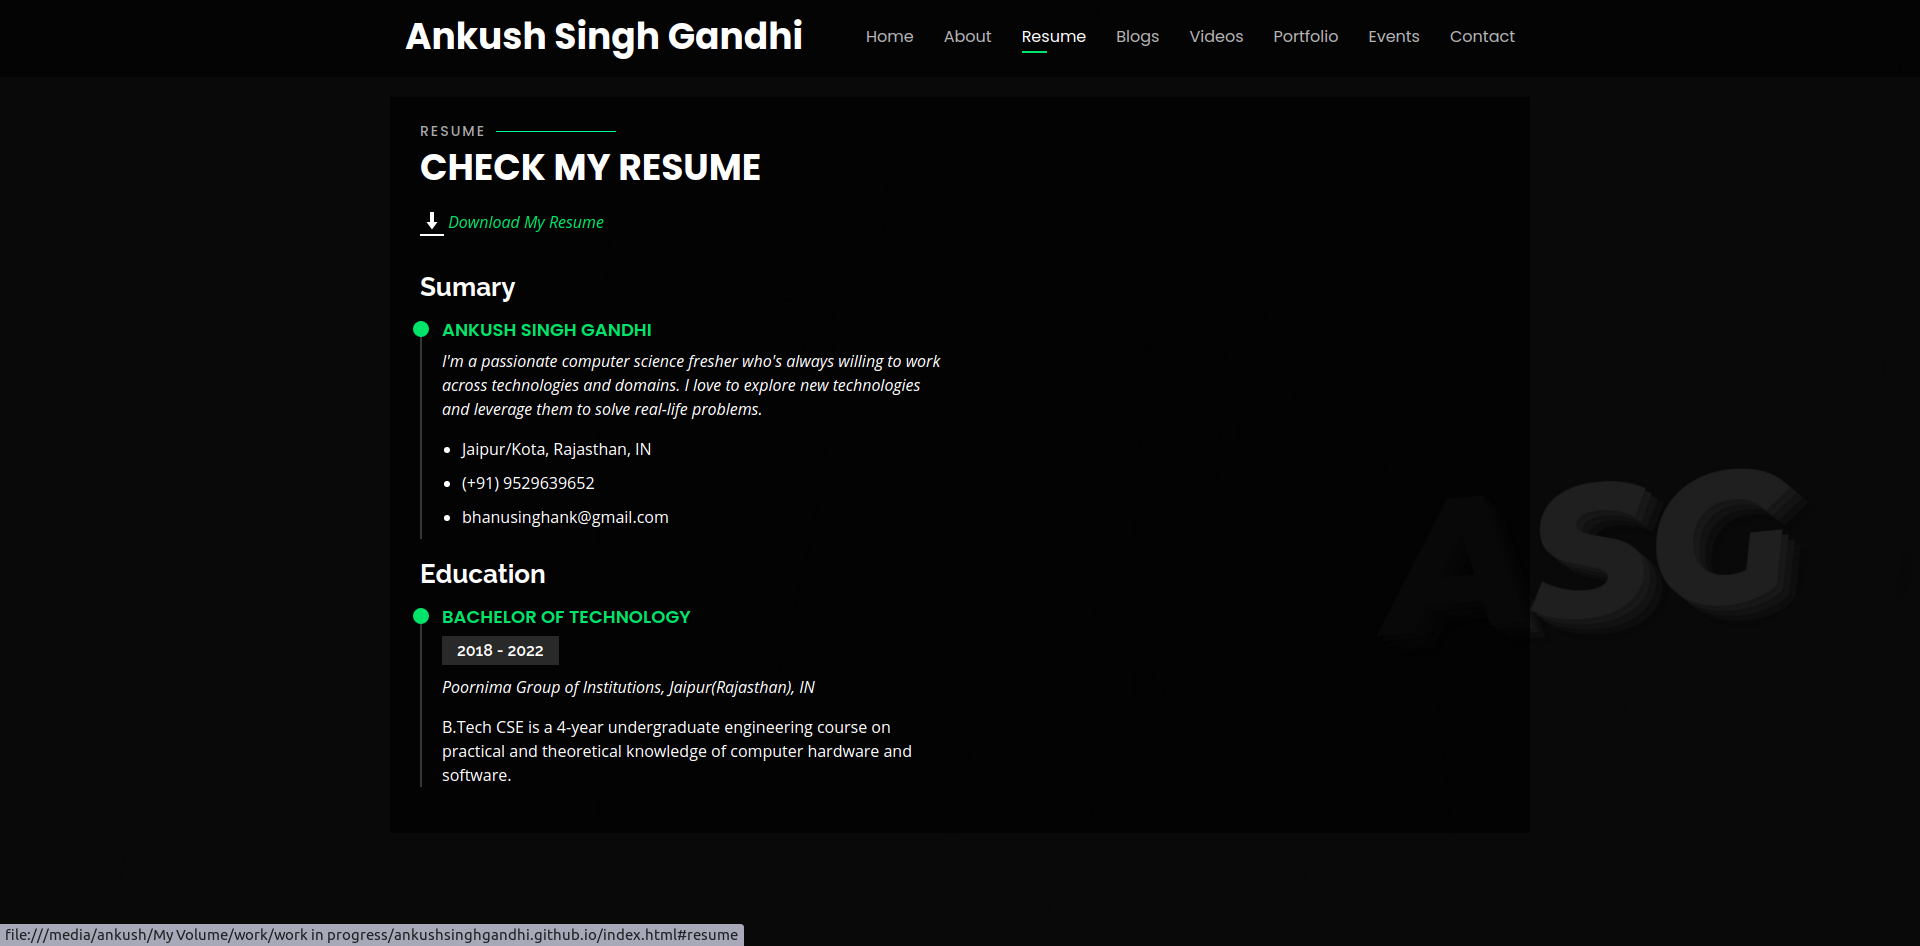 Ankush Singh Gandhi
Home About Resume Blogs Videos Portfolio Events Contact
RESUME
CHECK MY RESUME
Download My Resume
Sumary
ANKUSH SINGH GANDHI
I'm a passionate computer science fresher who's always willing to work
across technologies and domains. I love to explore new technologies
and leverage them to solve real-life problems.
Jaipur/Kota, Rajasthan, IN
(+91) 9529639652
bhanusinghank@gmail.com
ASG
Education
BACHELOR OF TECHNOLOGY
2018 - 2022
Poornima Group of Institutions, Jaipur(Rajasthan), IN
B.Tech CSE is a 4-year undergraduate engineering course on
practical and theoretical knowledge of computer hardware and
software.
file:///media/ankush/My Volume/work/work in progress/ankushsinghgandhi.github.io/index.html#resume